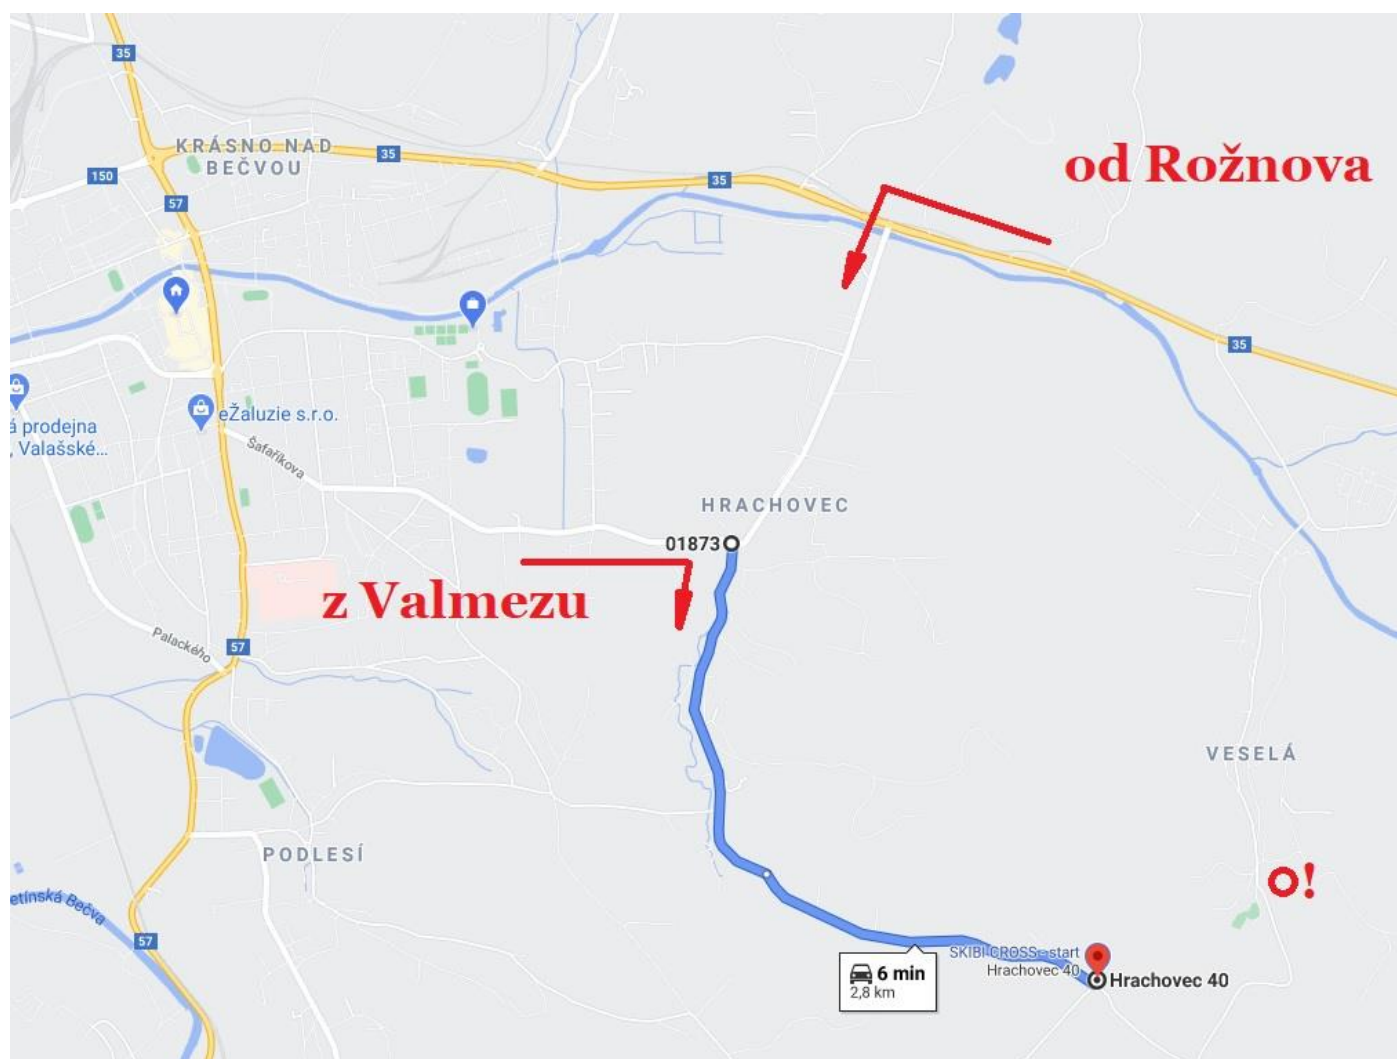 35
KRÁSNO NAD
BEČVOU
35
150
57
35
od Rožnova
35
eŽaluzie s.r.o.
á prodejna
, Valašské...
Šafaříkova
HRACHOVEC
01873
z Valmezu
Palackého
57
VESELÁ
PODLESÍ
!
etínská Bečva
57
SKIBI CROSS - start
Hrachovec 40
6 min
2,8 km
Hrachovec 40